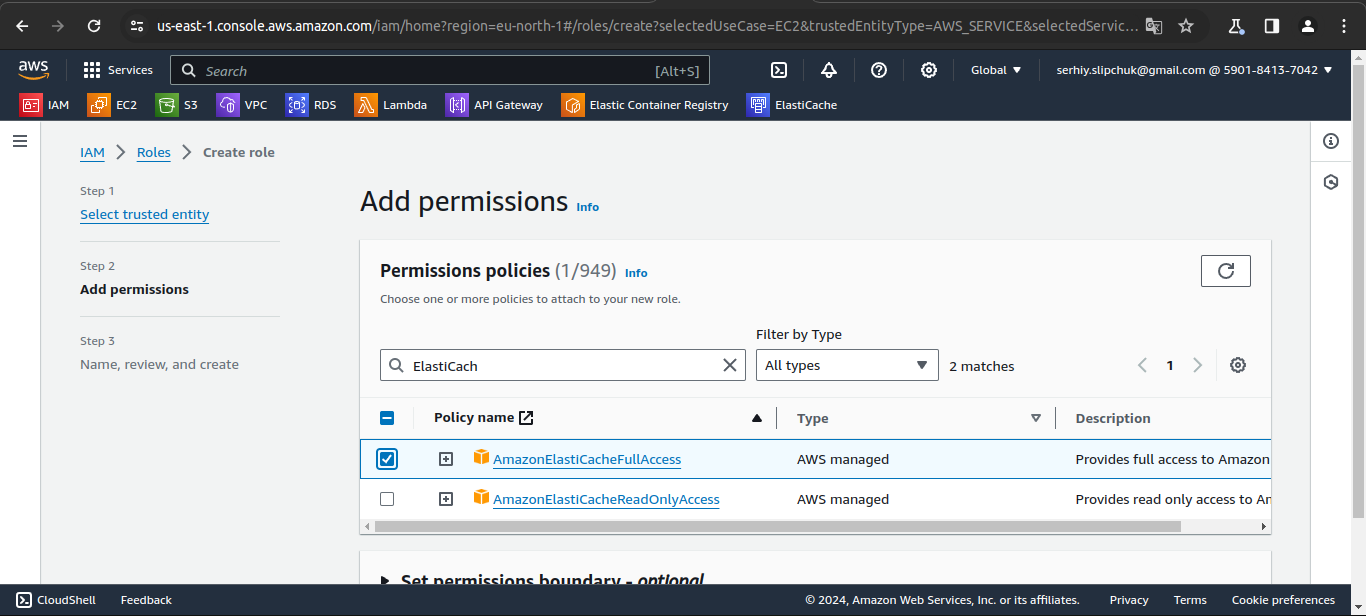 us-east-1.console.aws.amazon.com/iam/home?region=eu-north-1#/roles/create?selectedUseCase=EC2&trustedEntityType=AWS_SERVICE&selectedServic...
aws
Services
Search
[Alt+S]
Global
serhiy.slipchuk@gmail.com @ 5901-8413-7042
IAM
EC2
S3
VPC
RDS
Lambda
API Gateway
Elastic Container Registry
ElastiCache
IAM
Roles
Create role
Step 1
Select trusted entity
Step 2
Add permissions
Step 3
Name, review, and create
Add permissions Info
Permissions policies (1/949) Info
Choose one or more policies to attach to your new role.
Filter by Type
ElastiCach
All types
2 matches
1
Policy name
Type
Description
AmazonElastiCacheFullAccess
AWS managed
Provides full access to Amazon
AmazonElastiCacheReadOnlyAccess
AWS managed
Provides read only access to Am
Set permissions boundary - optional
CloudShell
Feedback
© 2024, Amazon Web Services, Inc. or its affiliates.
Privacy
Terms
Cookie preferences